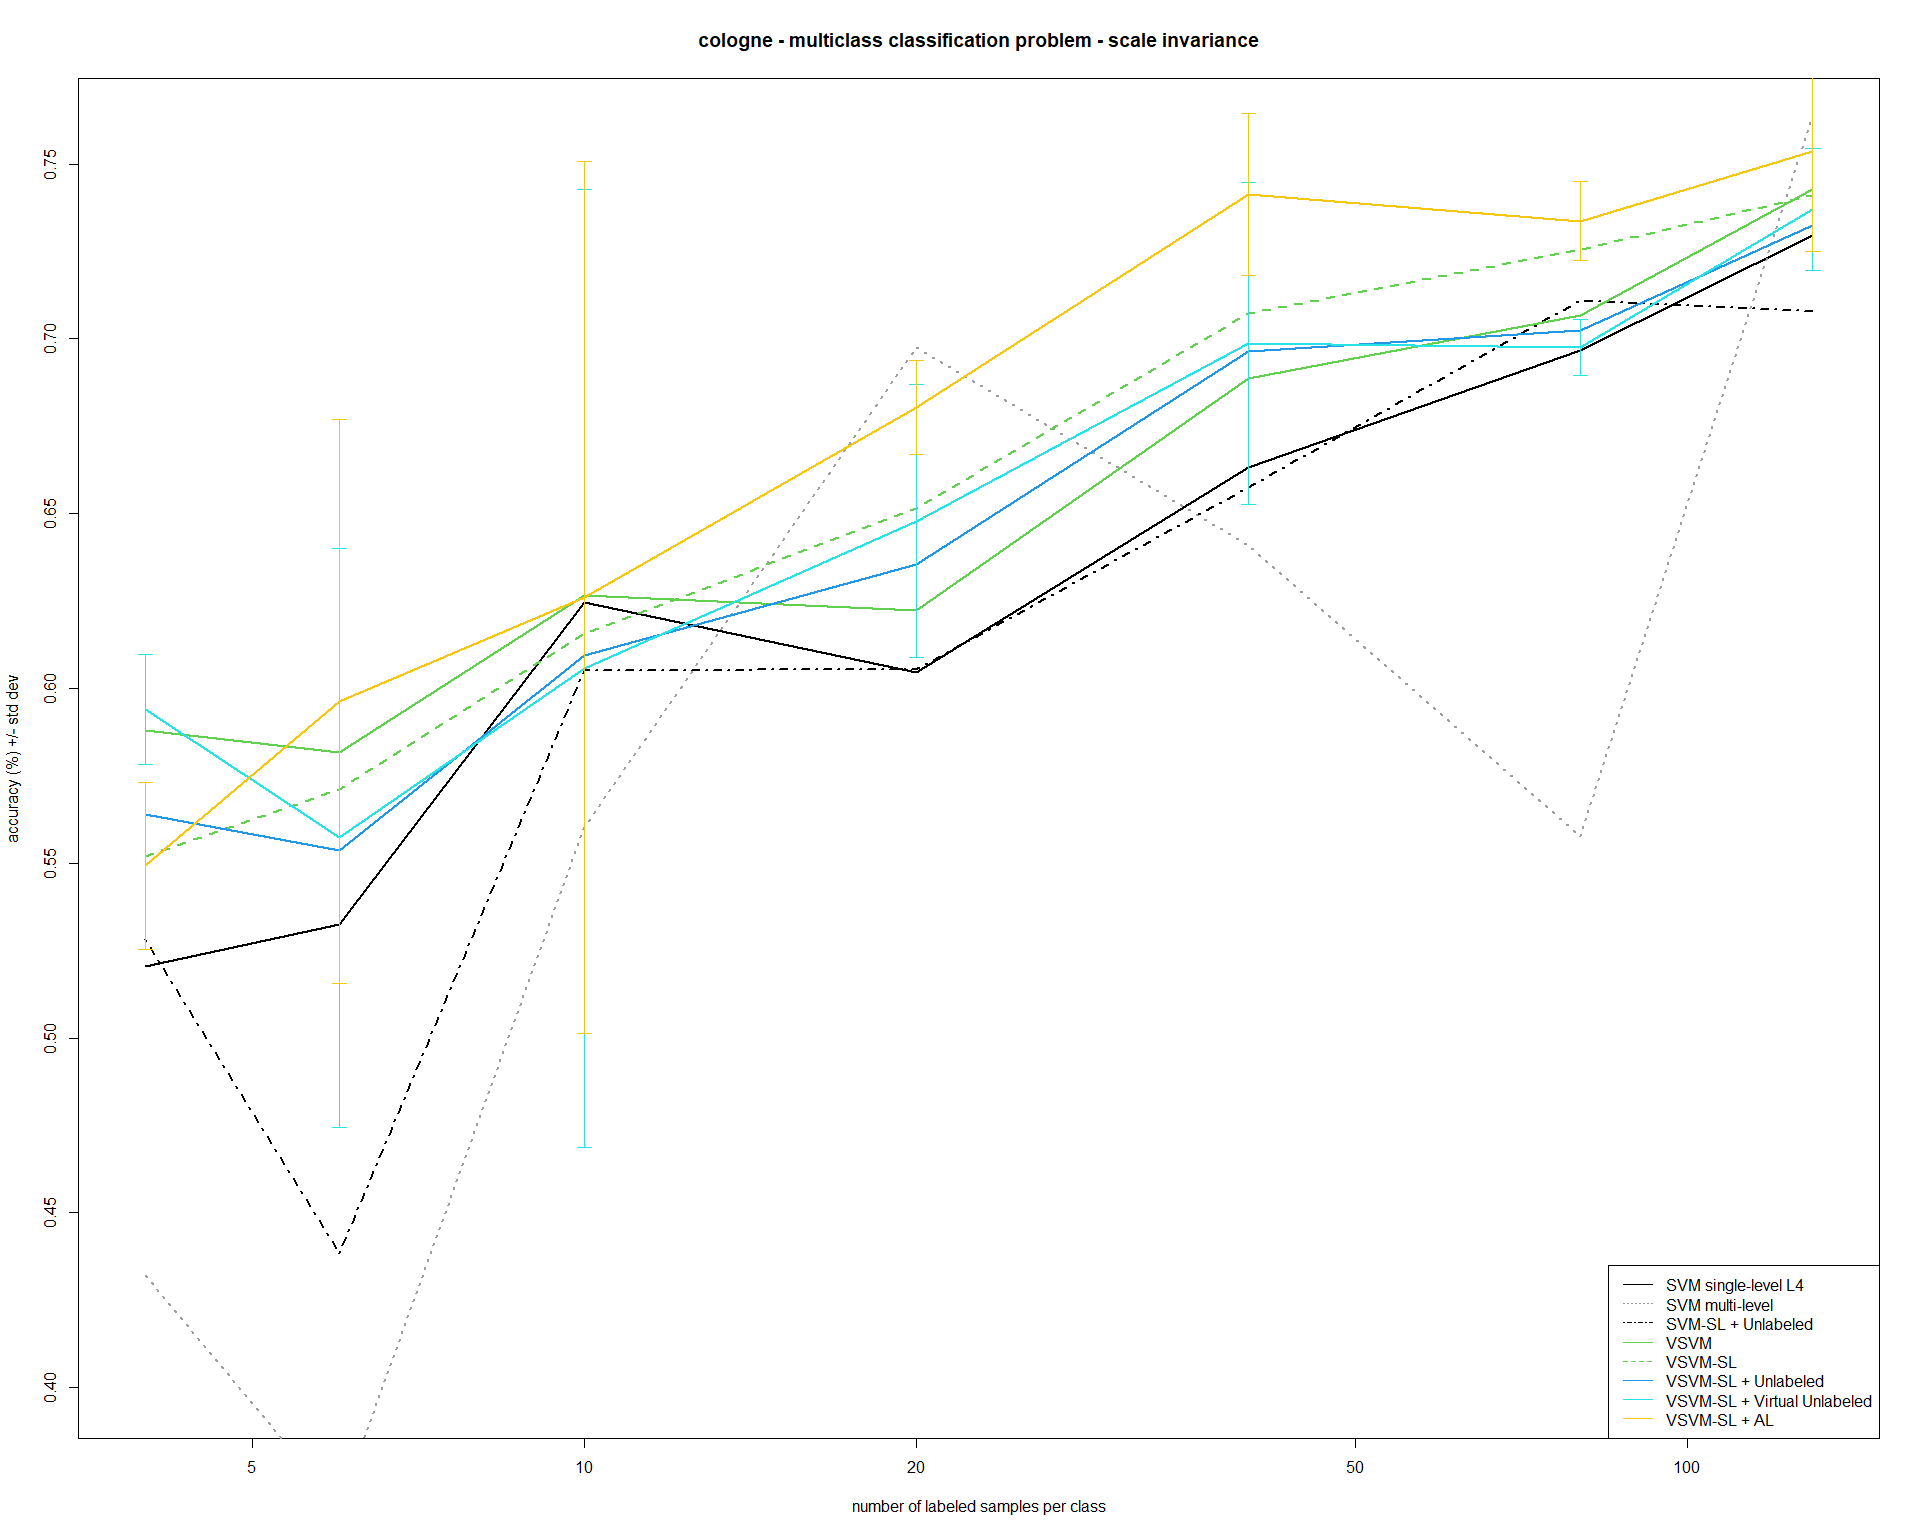 cologne - multiclass classification problem - scale invariance
accuracy (%) +/- std dev
0.75
0.70
0.65
0.60
0.55
0.50
0.45
0.40
5
10
20
50
100
number of labeled samples per class
SVM single-level L4
SVM multi-level
SVM-SL + Unlabeled
VSVM
VSVM-SL
VSVM-SL + Unlabeled
VSVM-SL + Virtual Unlabeled
VSVM-SL + AL